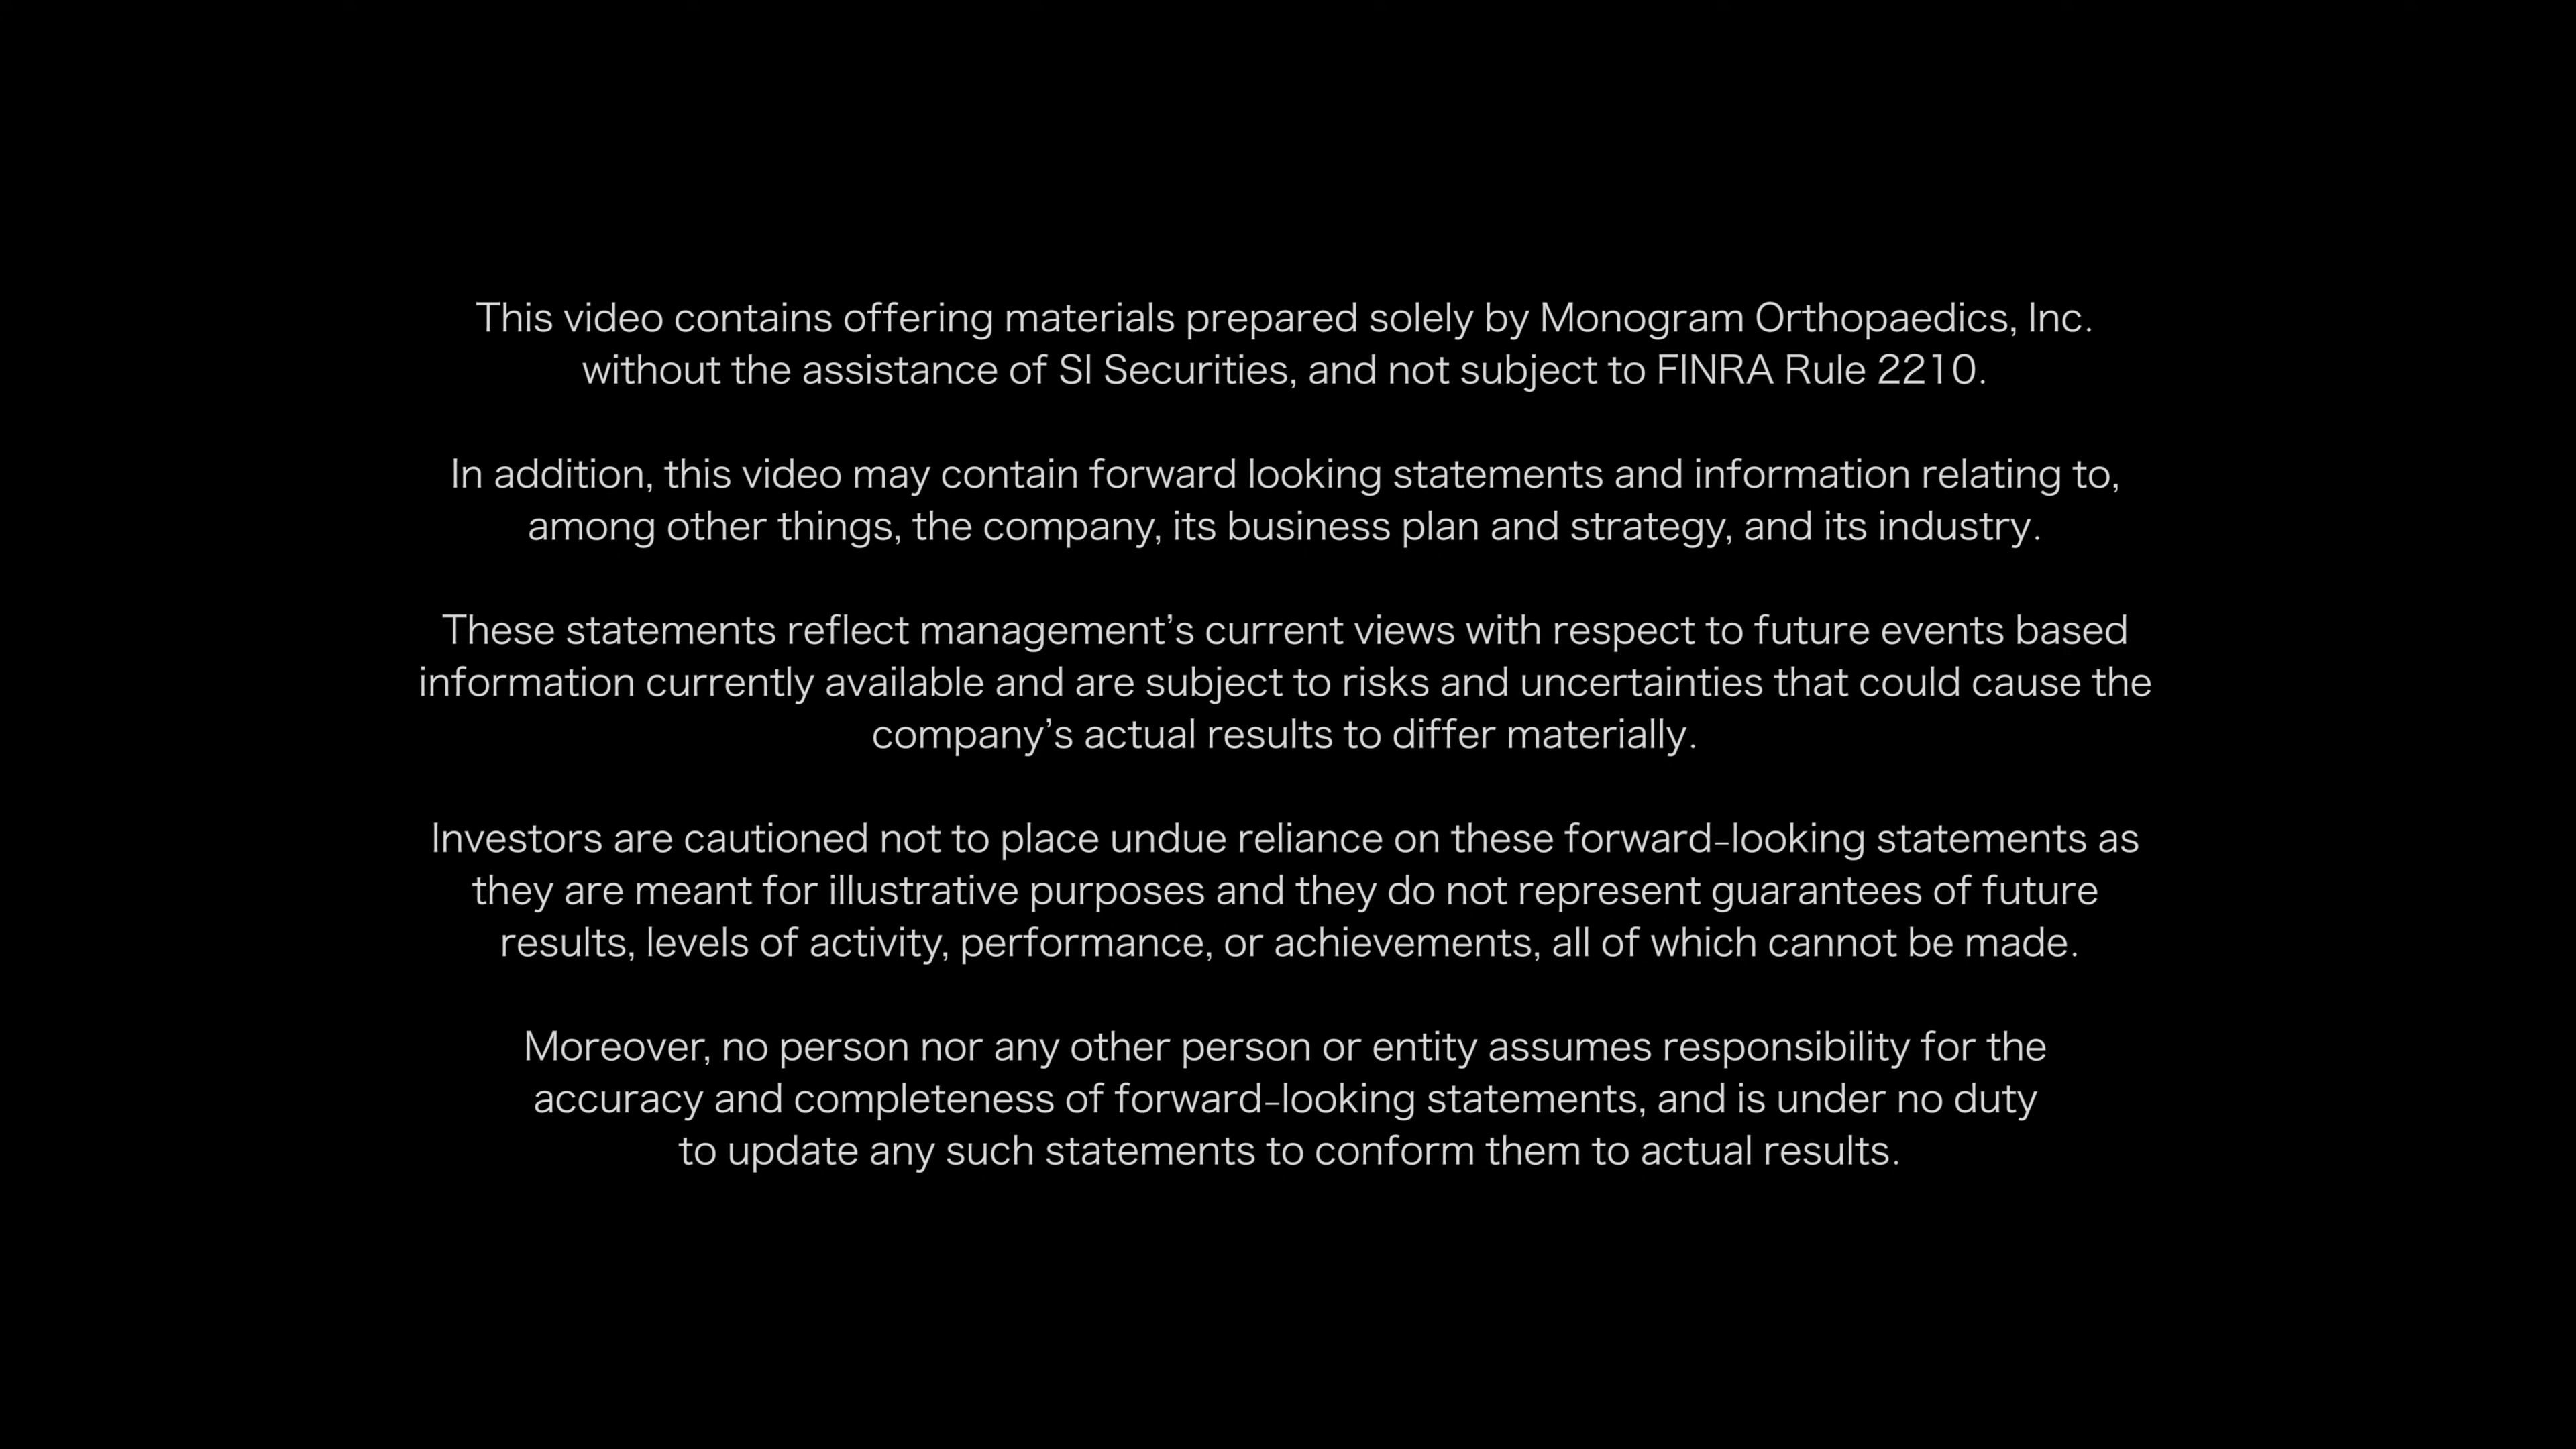 This video contains offering materials prepared solely by Monogram Orthopaedics, Inc.
without the assistance of SI Securities, and not subject to FINRA Rule 2210.
In addition, this video may contain forward looking statements and information relating to,
among other things, the company, its business plan and strategy, and its industry.
These statements reflect management’s current views with respect to future events based
information currently available and are subject to risks and uncertainties that could cause the
company’s actual results to differ materially.
Investors are cautioned not to place undue reliance on these forward-looking statements as
they are meant for illustrative purposes and they do not represent guarantees of future
results, levels of activity, performance, or achievements, all of which cannot be made.
Moreover, no person nor any other person or entity assumes responsibility for the
accuracy and completeness of forward-looking statements, and is under no duty
to update any such statements to conform them to actual results.